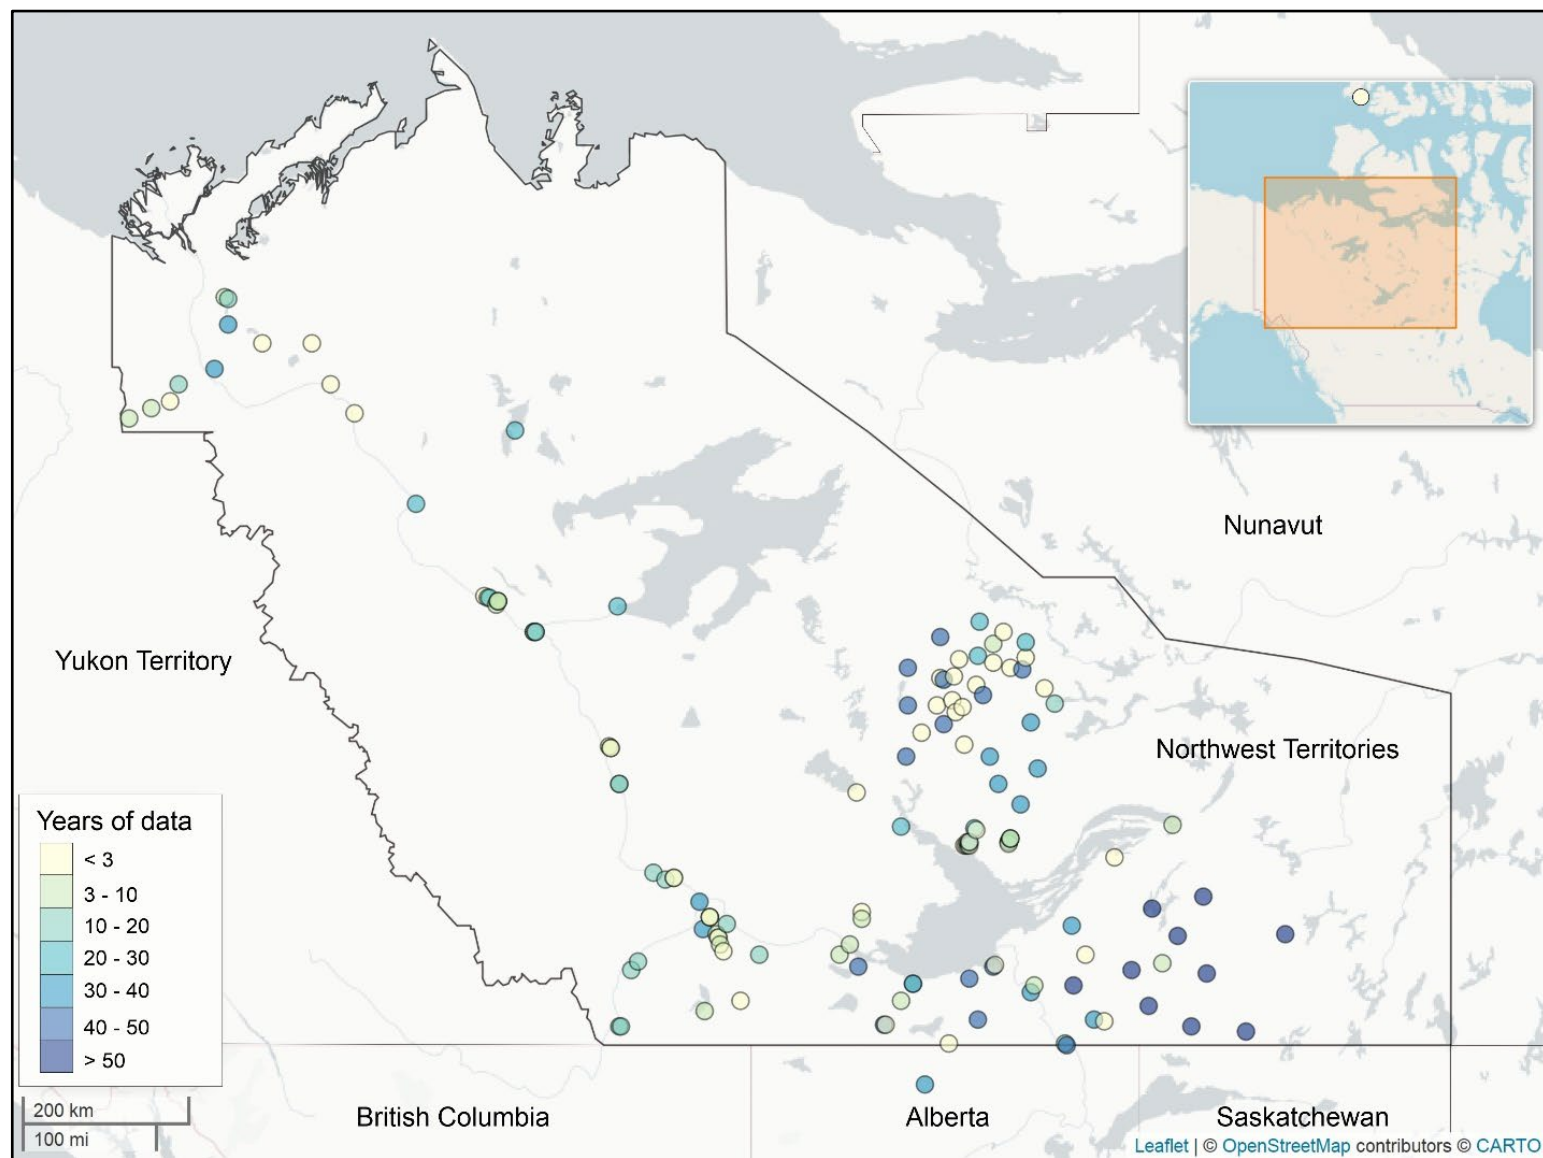 Nunavut
Yukon Territory
Northwest Territories
Years of data
< 3
3 - 10
10 - 20
20 - 30
30 - 40
40 - 50
> 50
200 km
100 mi
British Columbia
Alberta
Saskatchewan
Leaflet | © OpenStreetMap contributors © CARTO